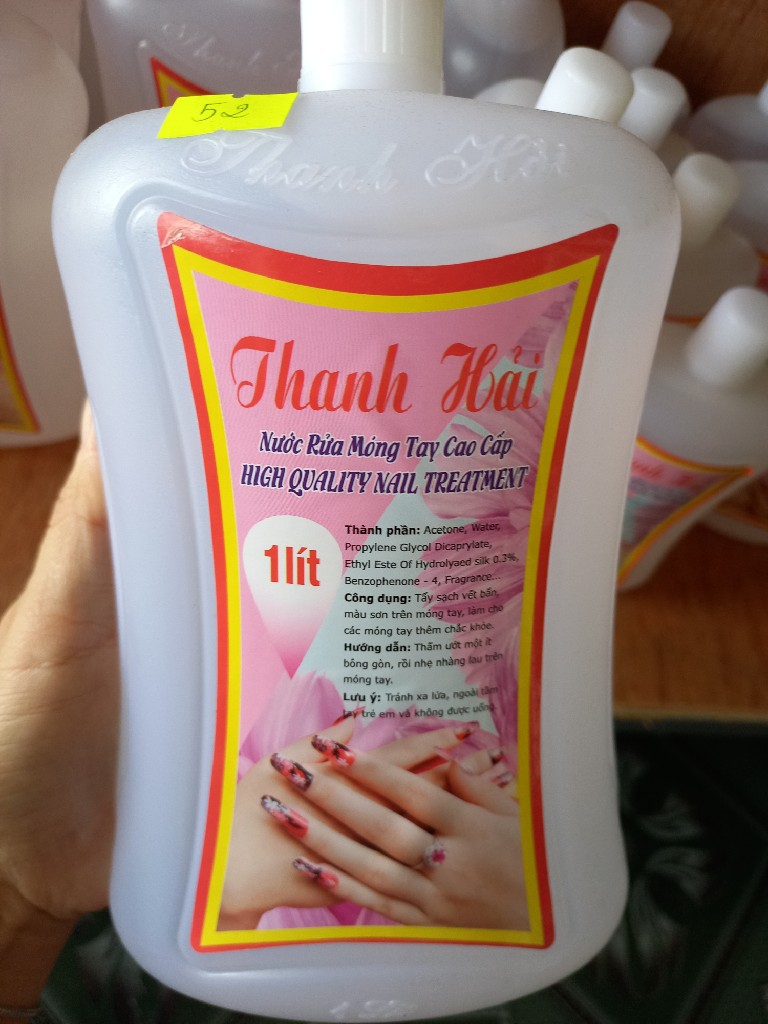 52
Thanh Hải
Thanh Hải
Nước Rửa Móng Tay Cao Cấp
HIGH QUALITY NAIL TREATMENT
1 lít
Thành phần: Acetone, Water,
Propylene Glycol Dicaprylate,
Ethyl Este Of Hydrolyaed silk 0.3%,
Benzophenone - 4, Fragrance...
Công dụng: Tẩy sạch vết bẩn,
màu sơn trên móng tay, làm cho
các móng tay thêm chắc khỏe.
Hướng dẫn: Thấm ướt một ít
bông gòn, rồi nhẹ nhàng lau trên
móng tay.
Lưu ý: Tránh xa lửa, ngoài tầm
tay trẻ em và không được uống